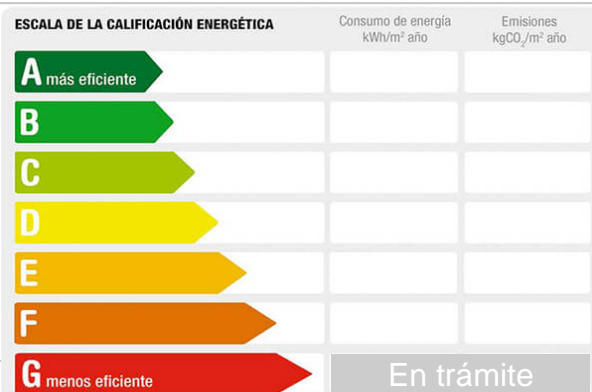 ESCALA DE LA CALIFICACIÓN ENERGÉTICA
Consumo de energía
kWh/m² año
Emisiones
kgCO₂/m² año
A más eficiente
B
C
D
E
F
G menos eficiente
En trámite